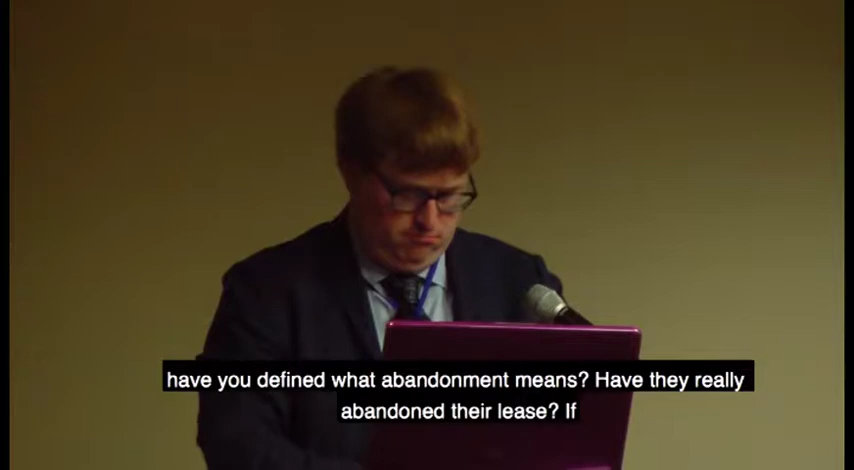 have you defined what abandonment means? Have they really
abandoned their lease? If